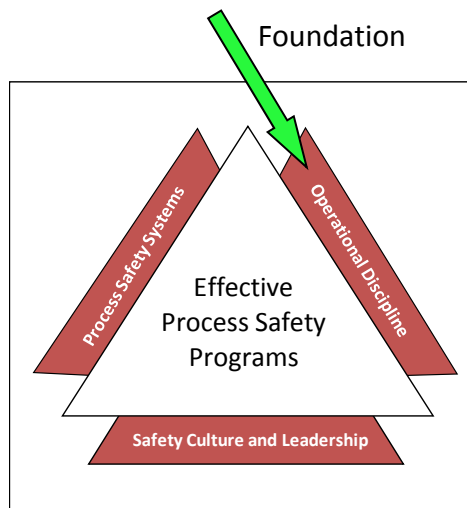 Foundation
Process Safety Systems
Operational Discipline
Effective
Process Safety
Programs
Safety Culture and Leadership